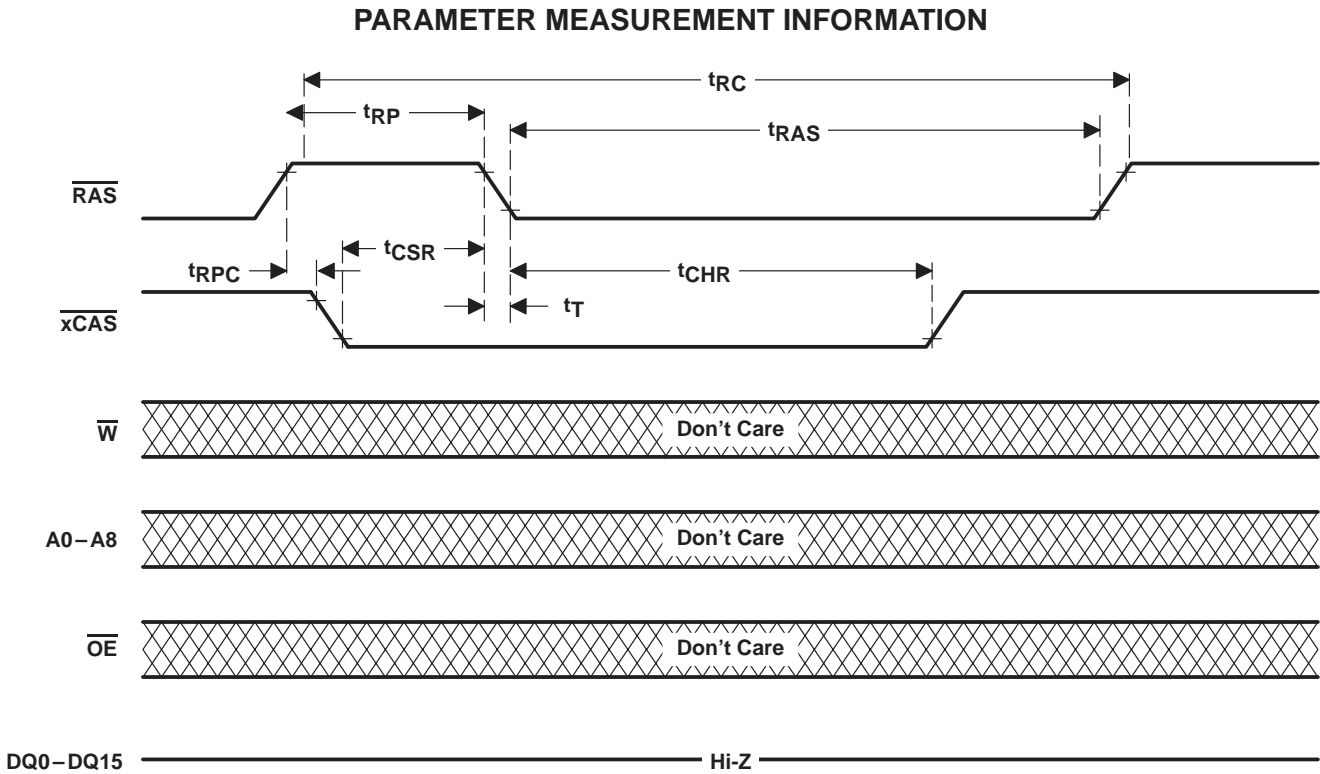 PARAMETER MEASUREMENT INFORMATION
tRC
tRP
tRAS
RAS
tCSR
tRPC
tCHR
xCAS
tT
W
Don't Care
A0–A8
Don't Care
OE
Don't Care
DQ0–DQ15
Hi-Z